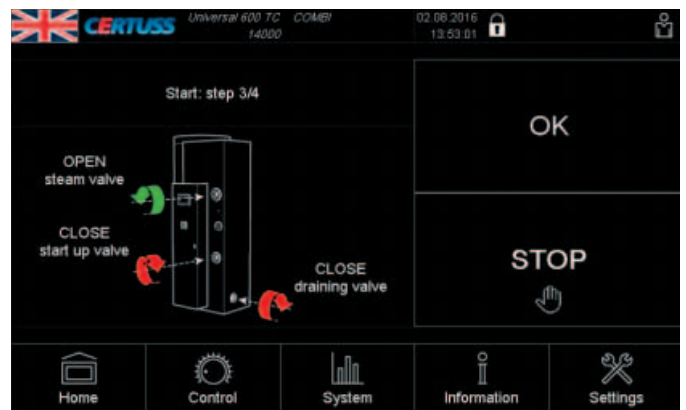 CERTUSS
Universal 600 TC COMBI
14000
02.08.2016
13:53:01
Start: step 3/4
OK
OPEN
steam valve
CLOSE
start up valve
CLOSE
draining valve
STOP
Home
Control
System
Information
Settings